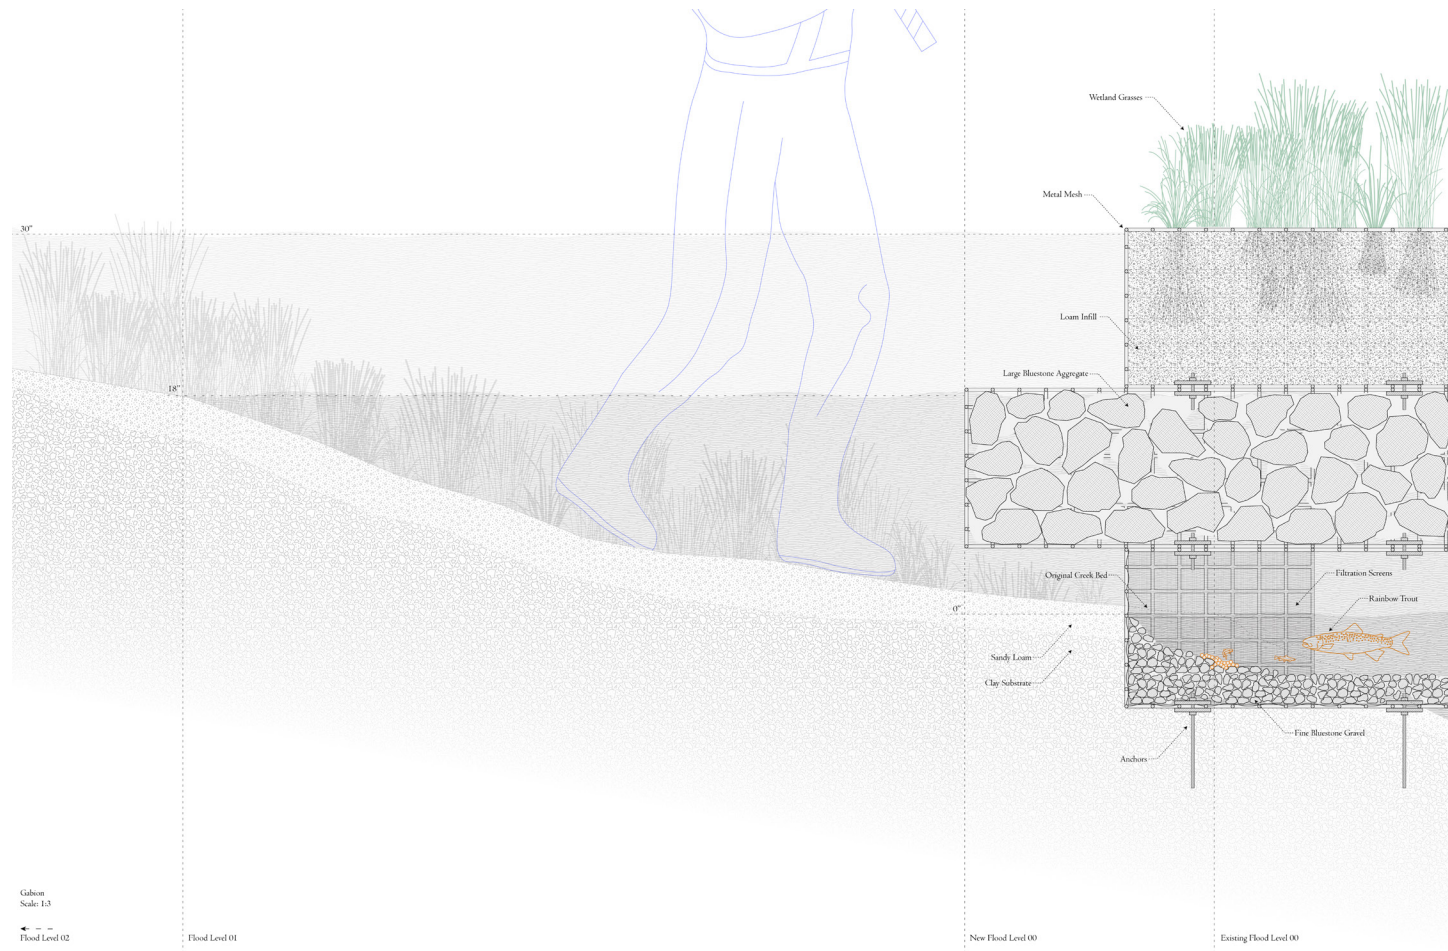 Wetland Grasses
Metal Mesh
30"
Loam Infill
Large Bluestone Aggregate
18"
Original Creek Bed
Filtration Screens
Rainbow Trout
0"
Sandy Loam
Clay Substrate
Fine Bluestone Gravel
Anchors
Gabion
Scale: 1:3
Flood Level 02
Flood Level 01
New Flood Level 00
Existing Flood Level 00